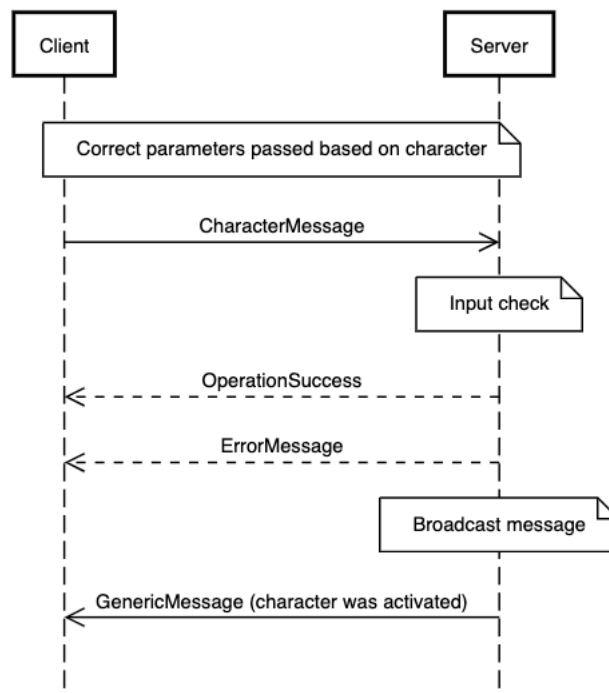 Client
Server
Correct parameters passed based on character
CharacterMessage
Input check
OperationSuccess
ErrorMessage
Broadcast message
GenericMessage (character was activated)